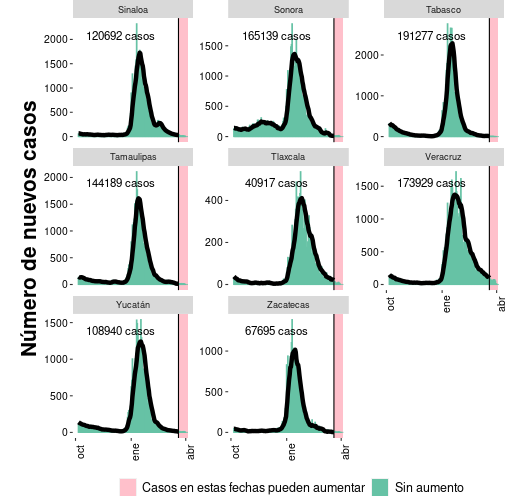 Sinaloa
Sonora
Tabasco
120692 casos
165139 casos
191277 casos
2000
1500
1000
500
0
1500
1000
500
0
2000
1000
0
Tamaulipas
Tlaxcala
Veracruz
144189 casos
40917 casos
173929 casos
2000
1500
1000
500
0
400
200
0
1500
1000
500
0
oct
ene
abr
Yucatán
Zacatecas
108940 casos
67695 casos
1500
1000
500
0
1000
500
0
oct
ene
abr
oct
ene
abr
Número de nuevos casos
Casos en estas fechas pueden aumentar
Sin aumento